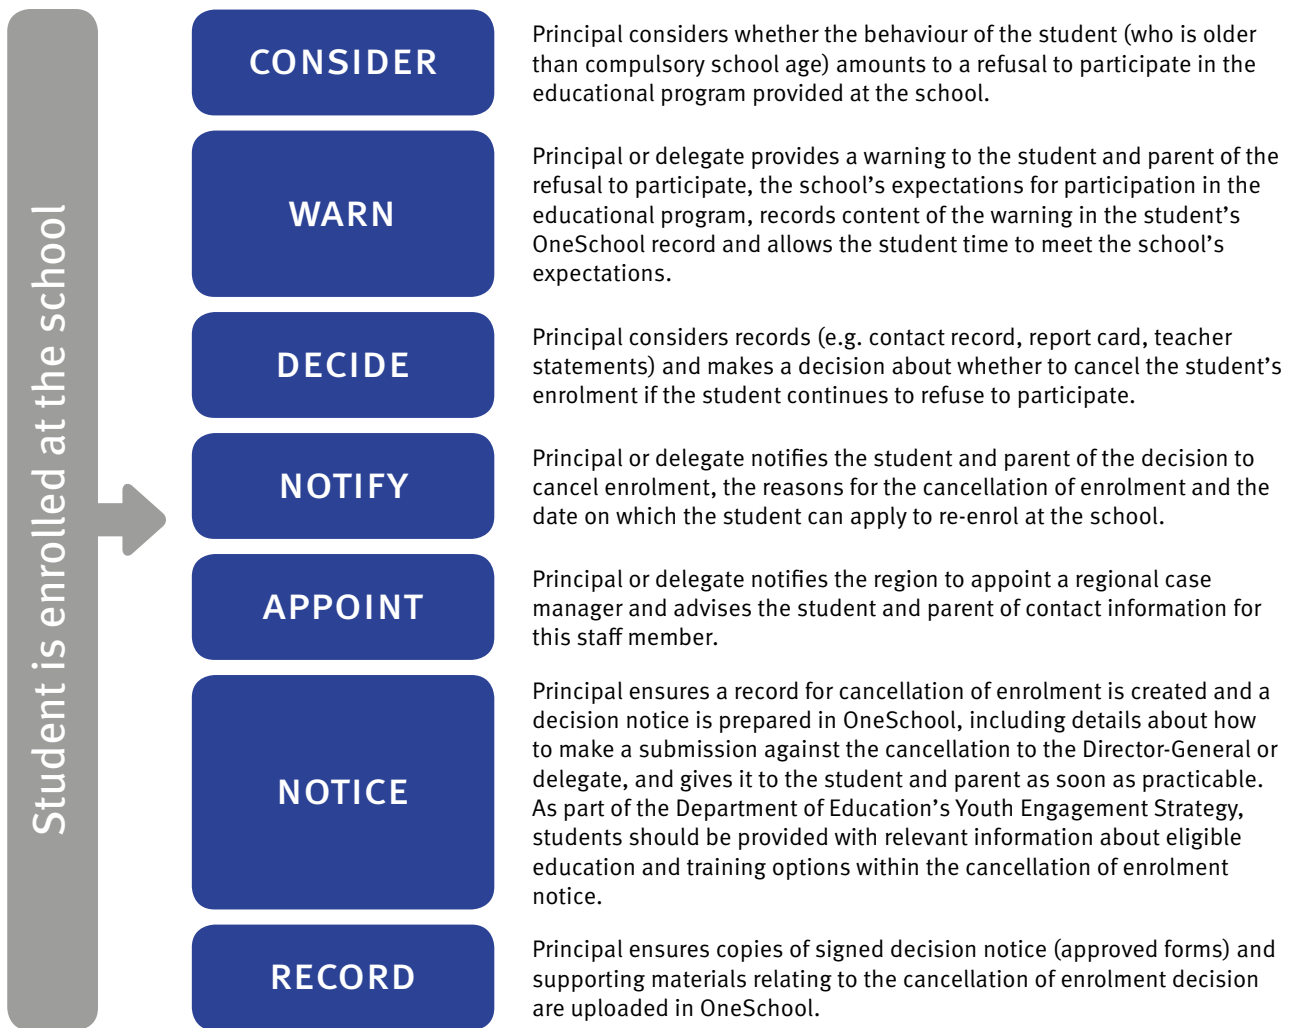 Student is enrolled at the school
CONSIDER
Principal considers whether the behaviour of the student (who is older
than compulsory school age) amounts to a refusal to participate in the
educational program provided at the school.
WARN
Principal or delegate provides a warning to the student and parent of the
refusal to participate, the school’s expectations for participation in the
educational program, records content of the warning in the student’s
OneSchool record and allows the student time to meet the school’s
expectations.
DECIDE
Principal considers records (e.g. contact record, report card, teacher
statements) and makes a decision about whether to cancel the student’s
enrolment if the student continues to refuse to participate.
NOTIFY
Principal or delegate notifies the student and parent of the decision to
cancel enrolment, the reasons for the cancellation of enrolment and the
date on which the student can apply to re-enrol at the school.
APPOINT
Principal or delegate notifies the region to appoint a regional case
manager and advises the student and parent of contact information for
this staff member.
NOTICE
Principal ensures a record for cancellation of enrolment is created and a
decision notice is prepared in OneSchool, including details about how
to make a submission against the cancellation to the Director-General or
delegate, and gives it to the student and parent as soon as practicable.
As part of the Department of Education’s Youth Engagement Strategy,
students should be provided with relevant information about eligible
education and training options within the cancellation of enrolment
notice.
RECORD
Principal ensures copies of signed decision notice (approved forms) and
supporting materials relating to the cancellation of enrolment decision
are uploaded in OneSchool.